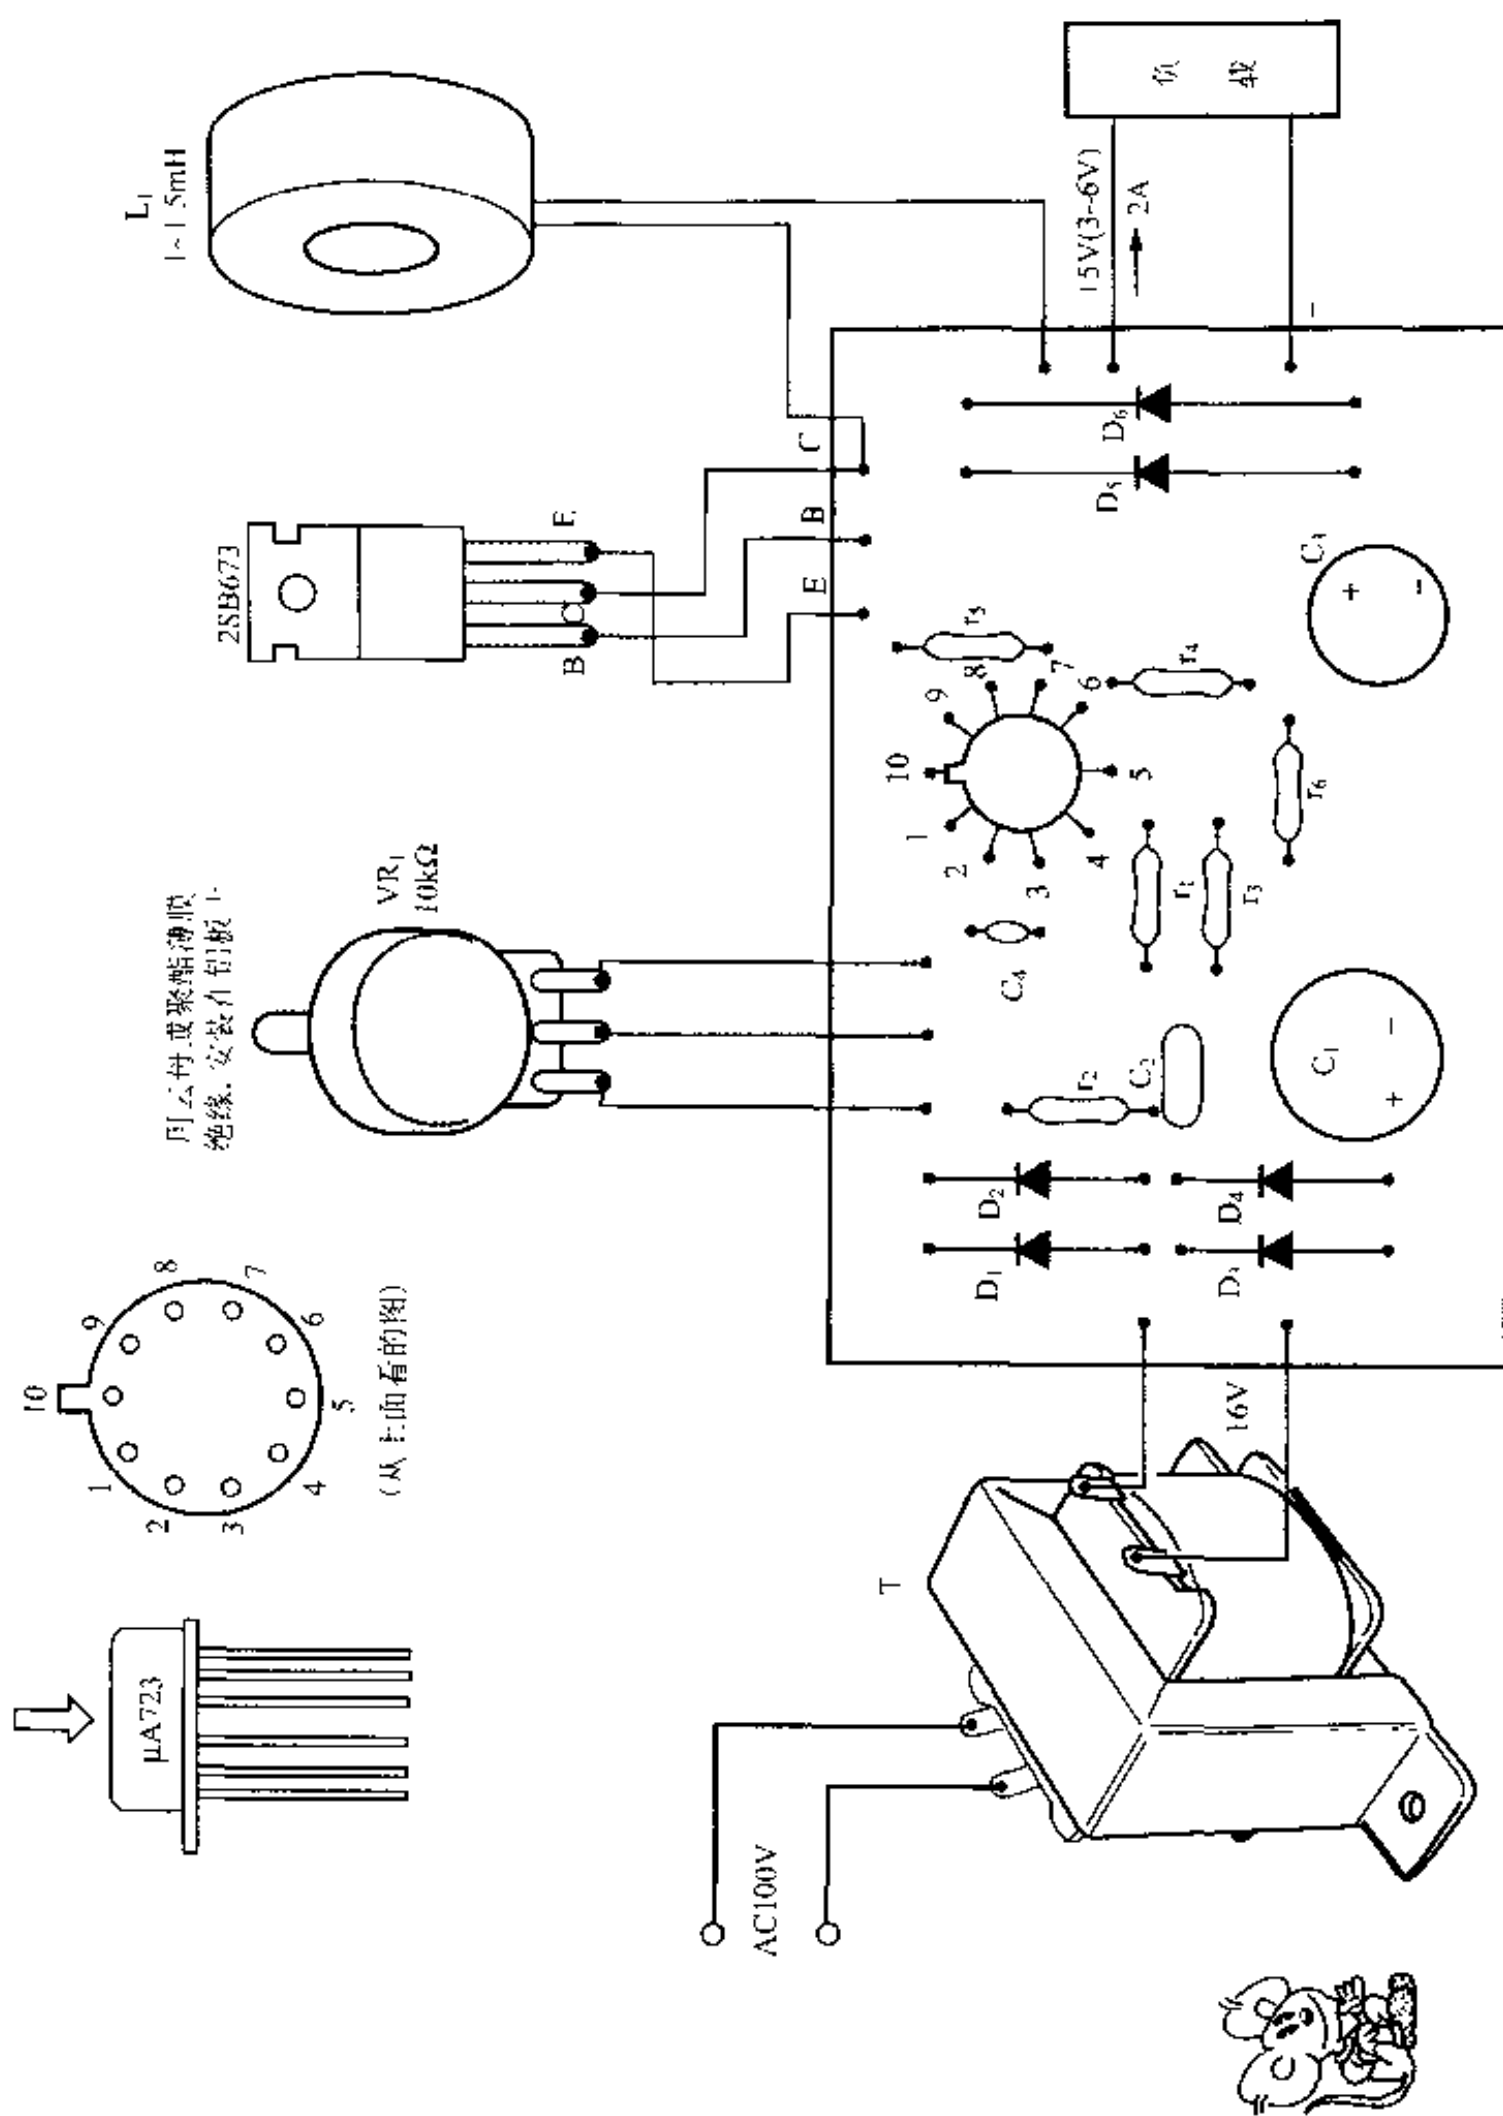 μA723
10
9
8
7
6
5
4
3
2
1
(从上面看的图)
用云母或聚酯薄膜
绝缘,安装在铝板上
VR₁
10kΩ
2SB673
B
C
E
L₁
1~1.5mH
AC100V
T
16V
E
B
C
D₁
D₂
D₃
D₄
r₂
C₂
C₁
+
-
C₄
10
9
8
7
6
5
4
3
2
1
r₁
r₃
r₅
r₄
r₆
C₃
+
-
D₅
D₆
15V(3~6V)
2A
-
负载